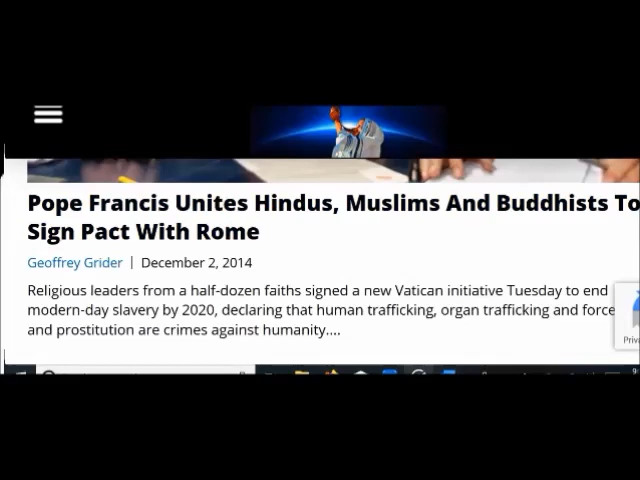 Pope Francis Unites Hindus, Muslims And Buddhists To
Sign Pact With Rome
Geoffrey Grider | December 2, 2014
Religious leaders from a half-dozen faiths signed a new Vatican initiative Tuesday to end
modern-day slavery by 2020, declaring that human trafficking, organ trafficking and force
and prostitution are crimes against humanity....